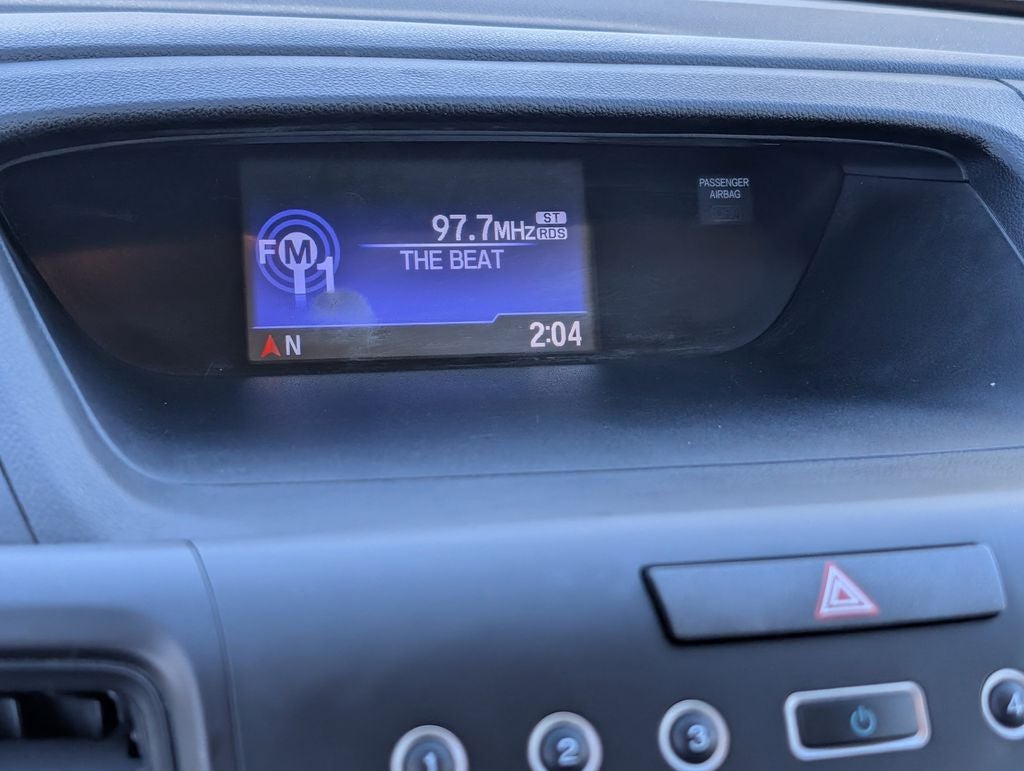 PASSENGER
AIRBAG
97.7MHz ST
RDS
FM1
THE BEAT
N
2:04
1
2
3
4